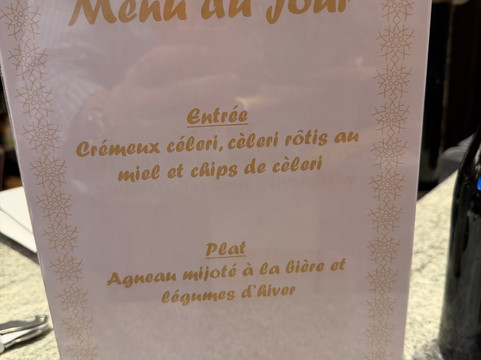 Menu du Jour
Entrée
Crémeux céleri, cèleri rôtis au
miel et chips de cèleri
Plat
Agneau mijoté à la bière et
légumes d'hiver